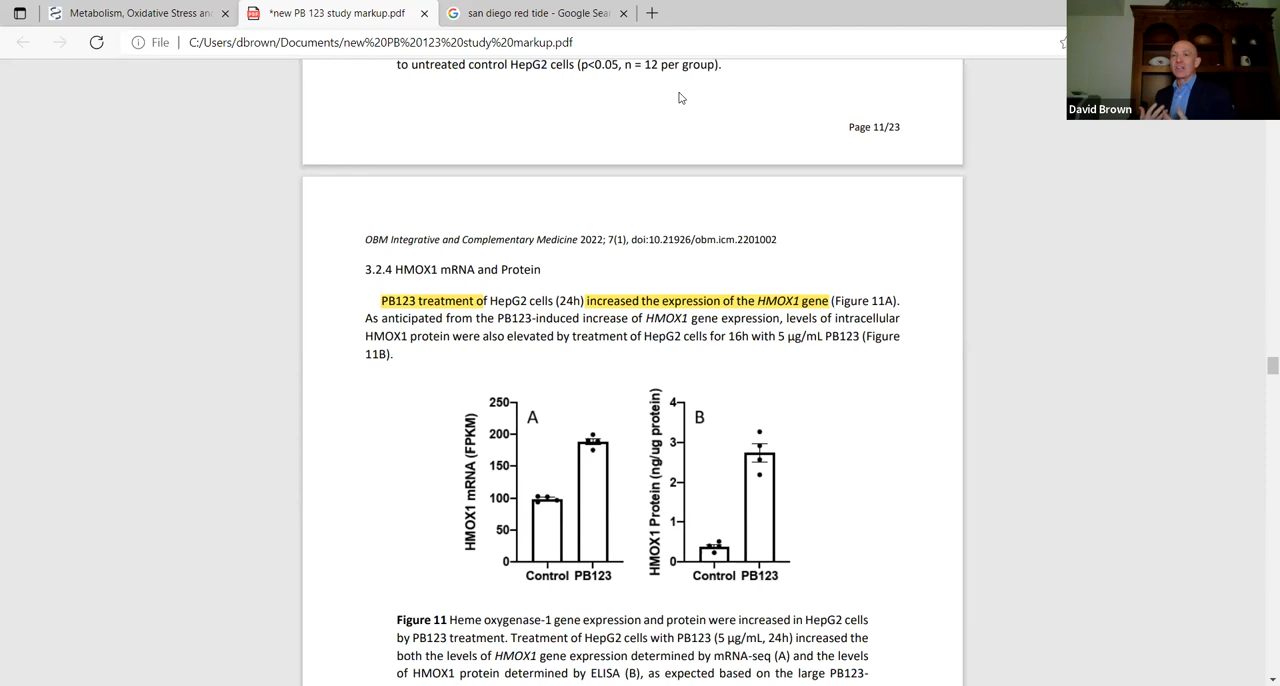 Metabolism, Oxidative Stress an
*new PB 123 study markup.pdf
san diego red tide - Google Sea
File
C:/Users/dbrown/Documents/new%20PB%20123%20study%20markup.pdf
David Brown
to untreated control HepG2 cells (p<0.05, n = 12 per group).
Page 11/23
OBM Integrative and Complementary Medicine 2022; 7(1), doi:10.21926/obm.icm.2201002
3.2.4 HMOX1 mRNA and Protein
PB123 treatment of HepG2 cells (24h) increased the expression of the HMOX1 gene (Figure 11A).
As anticipated from the PB123-induced increase of HMOX1 gene expression, levels of intracellular
HMOX1 protein were also elevated by treatment of HepG2 cells for 16h with 5 µg/mL PB123 (Figure
11B).
HMOX1 mRNA (FPKM)
250
200
150
100
50
0
A
Control PB123
HMOX1 Protein (ng/ug protein)
4
3
2
1
0
B
Control PB123
Figure 11 Heme oxygenase-1 gene expression and protein were increased in HepG2 cells
by PB123 treatment. Treatment of HepG2 cells with PB123 (5 µg/mL, 24h) increased the
both the levels of HMOX1 gene expression determined by mRNA-seq (A) and the levels
of HMOX1 protein determined by ELISA (B), as expected based on the large PB123-